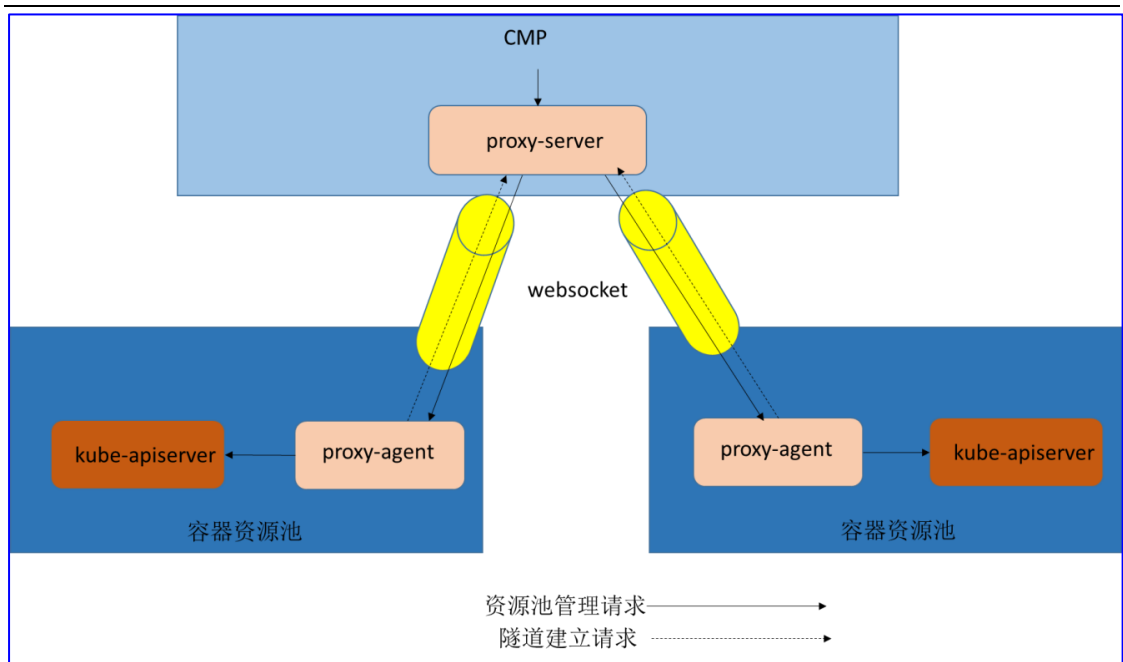 CMP
proxy-server
websocket
kube-apiserver
proxy-agent
容器资源池
proxy-agent
kube-apiserver
容器资源池
资源池管理请求
隧道建立请求